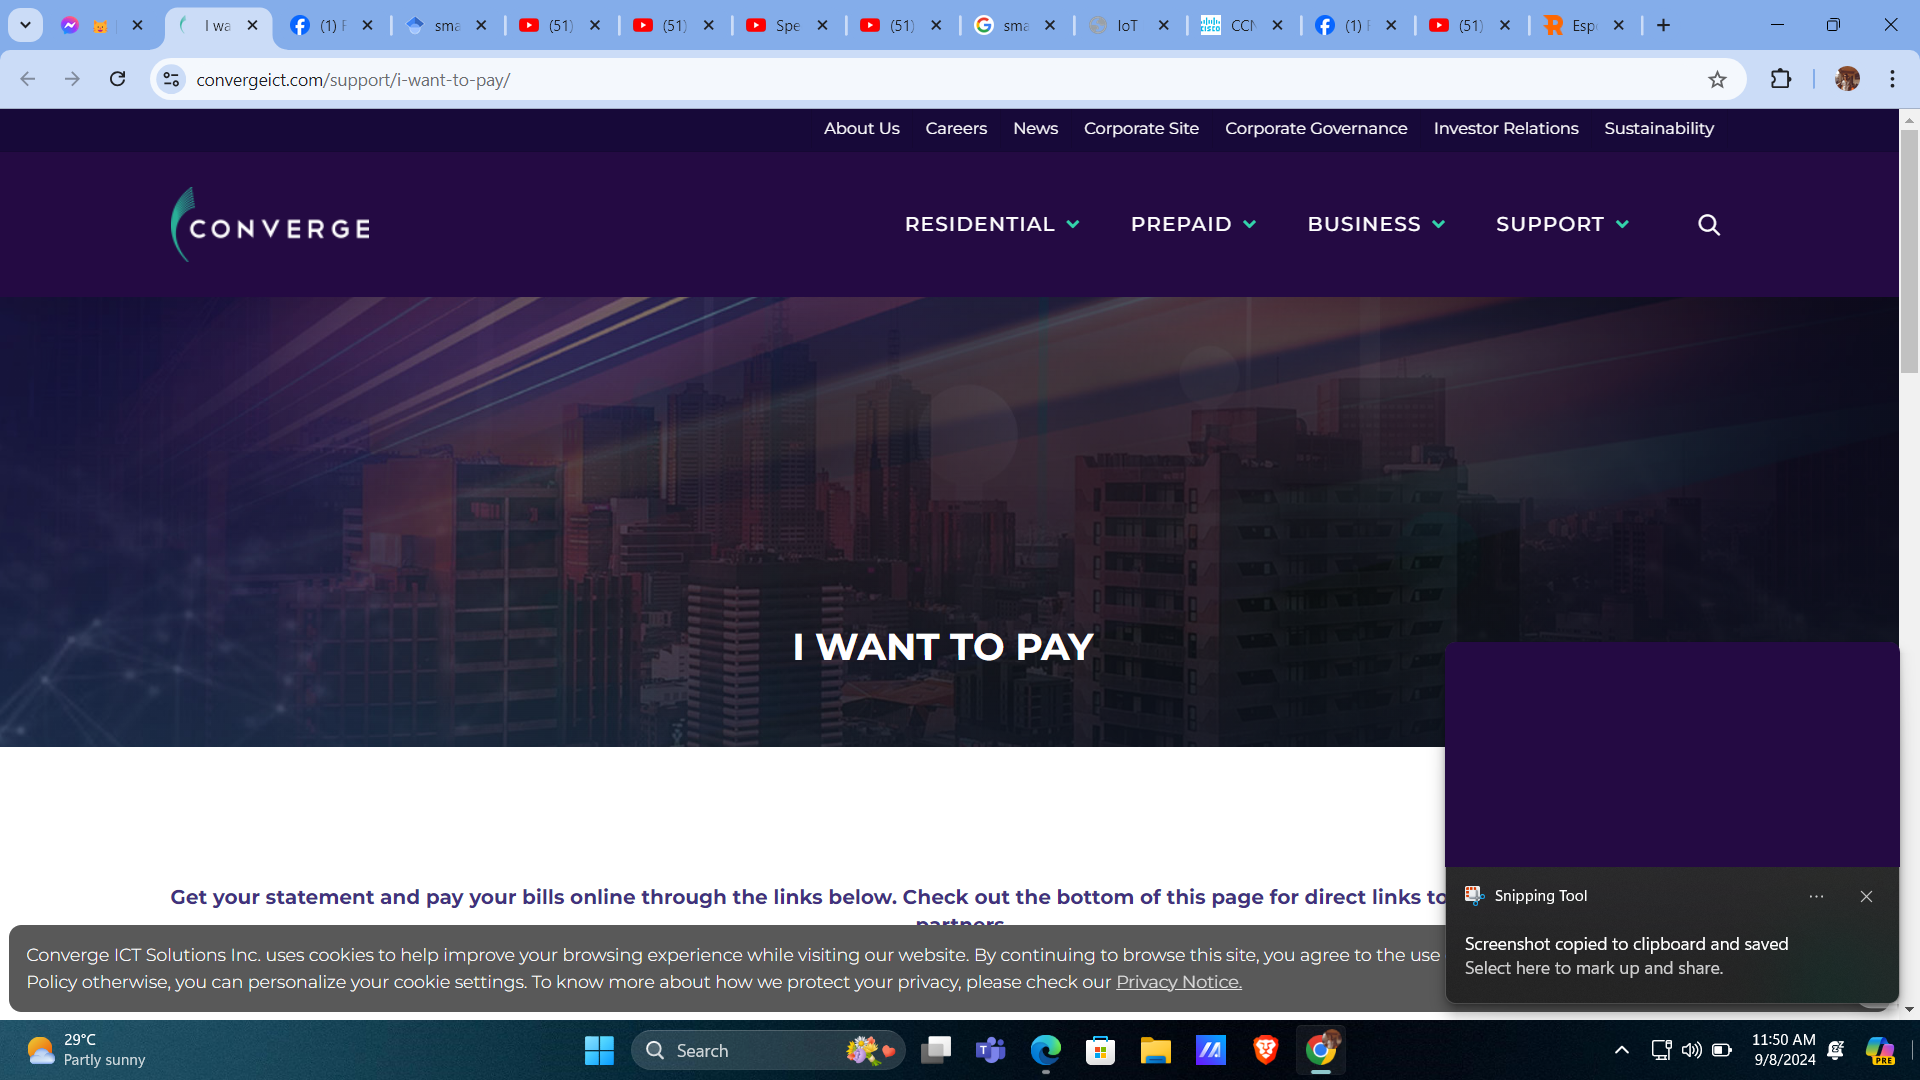 I wa
(1) F
sma
(51)
(51)
Spe
(51)
sma
IoT
CCN
(1) F
(51)
Esp
convergeict.com/support/i-want-to-pay/
About Us Careers News Corporate Site Corporate Governance Investor Relations Sustainability
CONVERGE
RESIDENTIAL PREPAID BUSINESS SUPPORT
I WANT TO PAY
Get your statement and pay your bills online through the links below. Check out the bottom of this page for direct links to
partners
Converge ICT Solutions Inc. uses cookies to help improve your browsing experience while visiting our website. By continuing to browse this site, you agree to the use
Policy otherwise, you can personalize your cookie settings. To know more about how we protect your privacy, please check our Privacy Notice.
Snipping Tool
Screenshot copied to clipboard and saved
Select here to mark up and share.
29°C
Partly sunny
Search
11:50 AM
9/8/2024
PRE